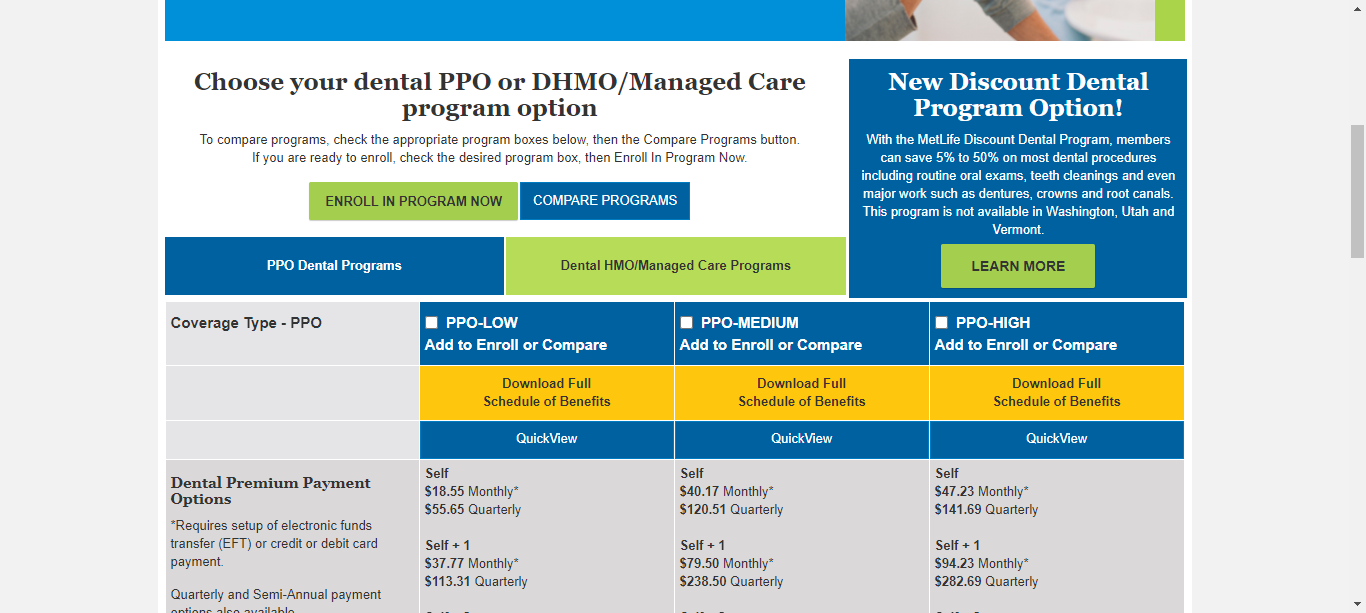 Choose your dental PPO or DHMO/Managed Care
program option
To compare programs, check the appropriate program boxes below, then the Compare Programs button.
If you are ready to enroll, check the desired program box, then Enroll In Program Now.
ENROLL IN PROGRAM NOW
COMPARE PROGRAMS
New Discount Dental
Program Option!
With the MetLife Discount Dental Program, members
can save 5% to 50% on most dental procedures
including routine oral exams, teeth cleanings and even
major work such as dentures, crowns and root canals.
This program is not available in Washington, Utah and
Vermont.
LEARN MORE
PPO Dental Programs
Dental HMO/Managed Care Programs
Coverage Type - PPO
PPO-LOW
Add to Enroll or Compare
PPO-MEDIUM
Add to Enroll or Compare
PPO-HIGH
Add to Enroll or Compare
Download Full
Schedule of Benefits
Download Full
Schedule of Benefits
Download Full
Schedule of Benefits
QuickView
QuickView
QuickView
Dental Premium Payment
Options
*Requires setup of electronic funds
transfer (EFT) or credit or debit card
payment.
Quarterly and Semi-Annual payment
options also available.
Self
$18.55 Monthly*
$55.65 Quarterly
Self + 1
$37.77 Monthly*
$113.31 Quarterly
Self
$40.17 Monthly*
$120.51 Quarterly
Self + 1
$79.50 Monthly*
$238.50 Quarterly
Self
$47.23 Monthly*
$141.69 Quarterly
Self + 1
$94.23 Monthly*
$282.69 Quarterly